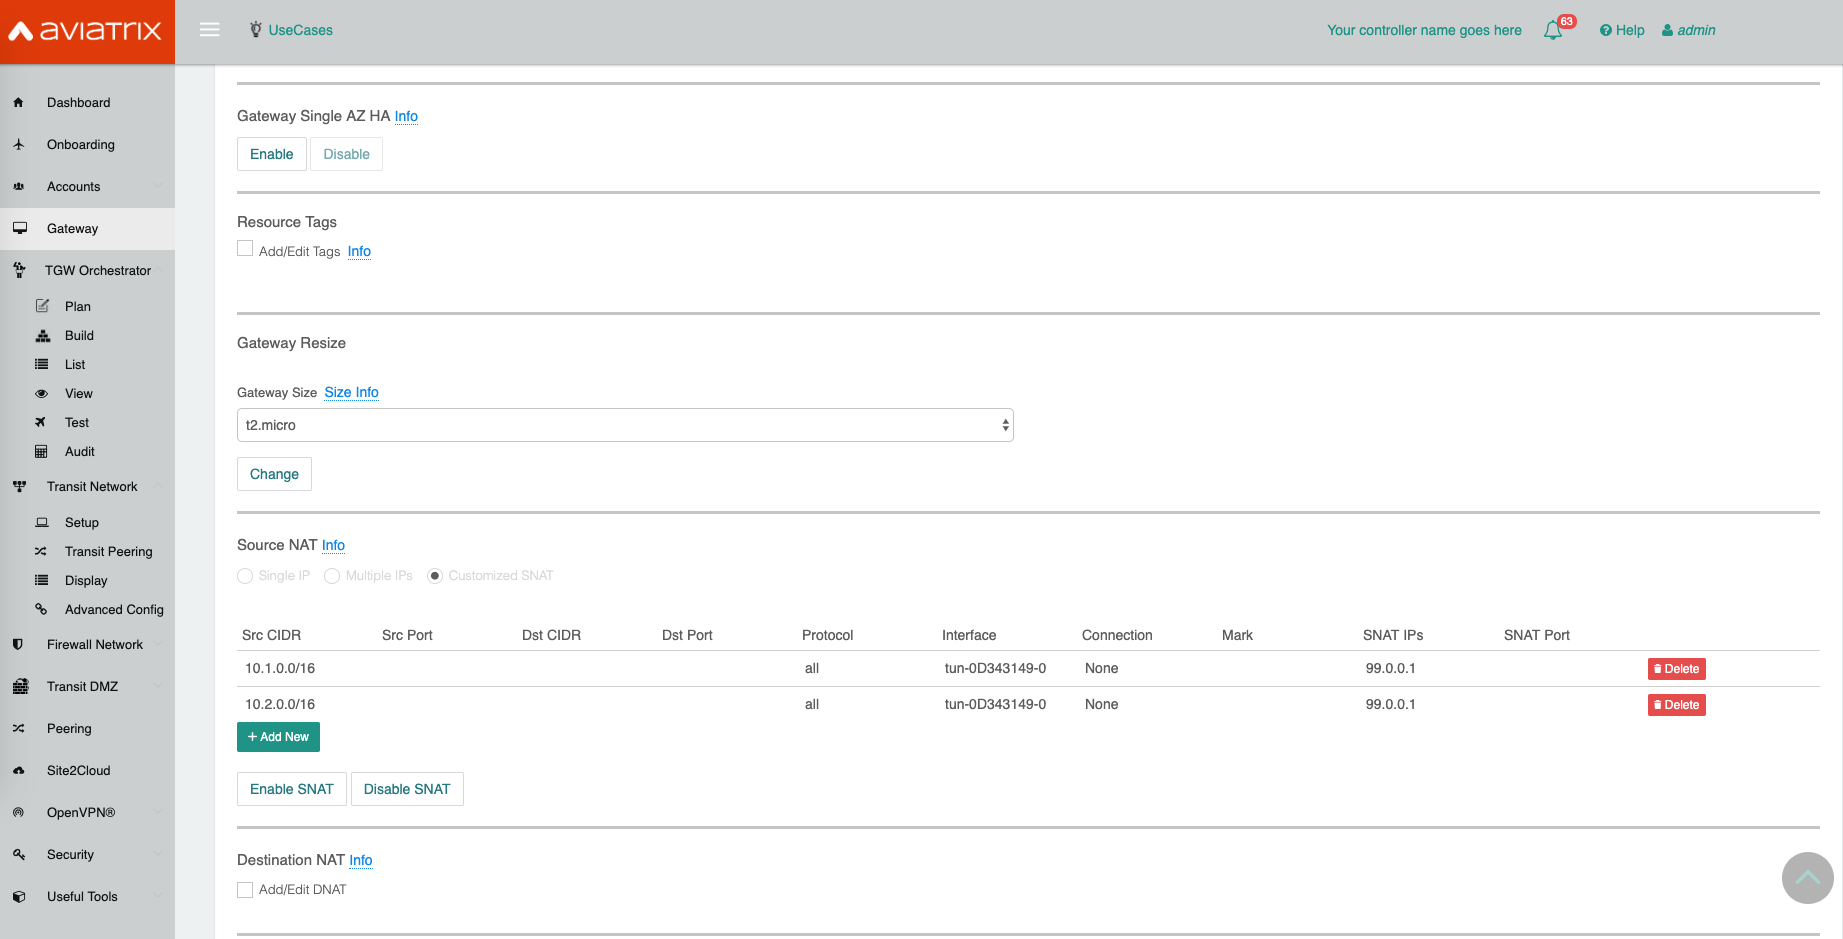 aviatrix
UseCases
Your controller name goes here
63
Help
admin
Dashboard
Onboarding
Accounts
Gateway
TGW Orchestrator
Plan
Build
List
View
Test
Audit
Transit Network
Setup
Transit Peering
Display
Advanced Config
Firewall Network
Transit DMZ
Peering
Site2Cloud
OpenVPN®
Security
Useful Tools
Gateway Single AZ HA Info
Enable Disable
Resource Tags
Add/Edit Tags Info
Gateway Resize
Gateway Size Size Info
t2.micro
Change
Source NAT Info
Single IP Multiple IPs Customized SNAT
Src CIDR Src Port Dst CIDR Dst Port Protocol Interface Connection Mark SNAT IPs SNAT Port
10.1.0.0/16 all tun-0D343149-0 None 99.0.0.1 Delete
10.2.0.0/16 all tun-0D343149-0 None 99.0.0.1 Delete
+ Add New
Enable SNAT Disable SNAT
Destination NAT Info
Add/Edit DNAT